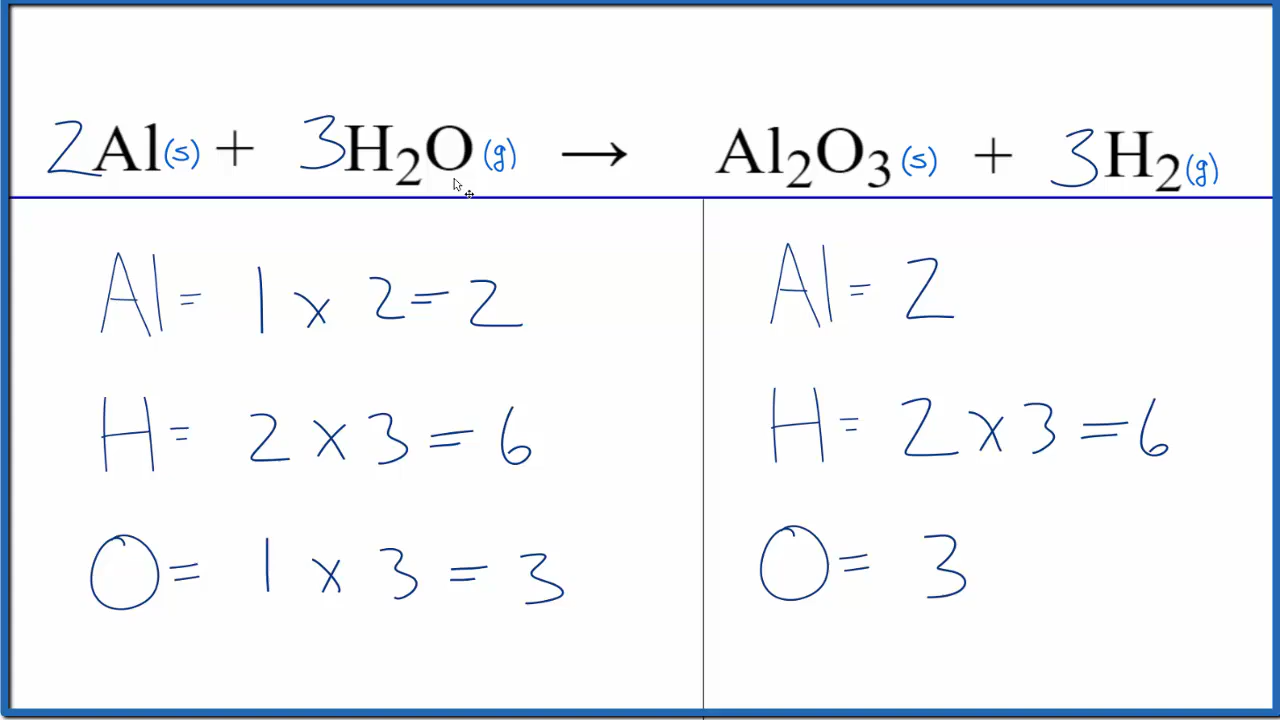 2Al(s) + 3H₂O(g) → Al₂O₃(s) + 3H₂(g)
Al = 1 x 2 = 2
H = 2 x 3 = 6
O = 1 x 3 = 3
Al = 2
H = 2 x 3 = 6
O = 3